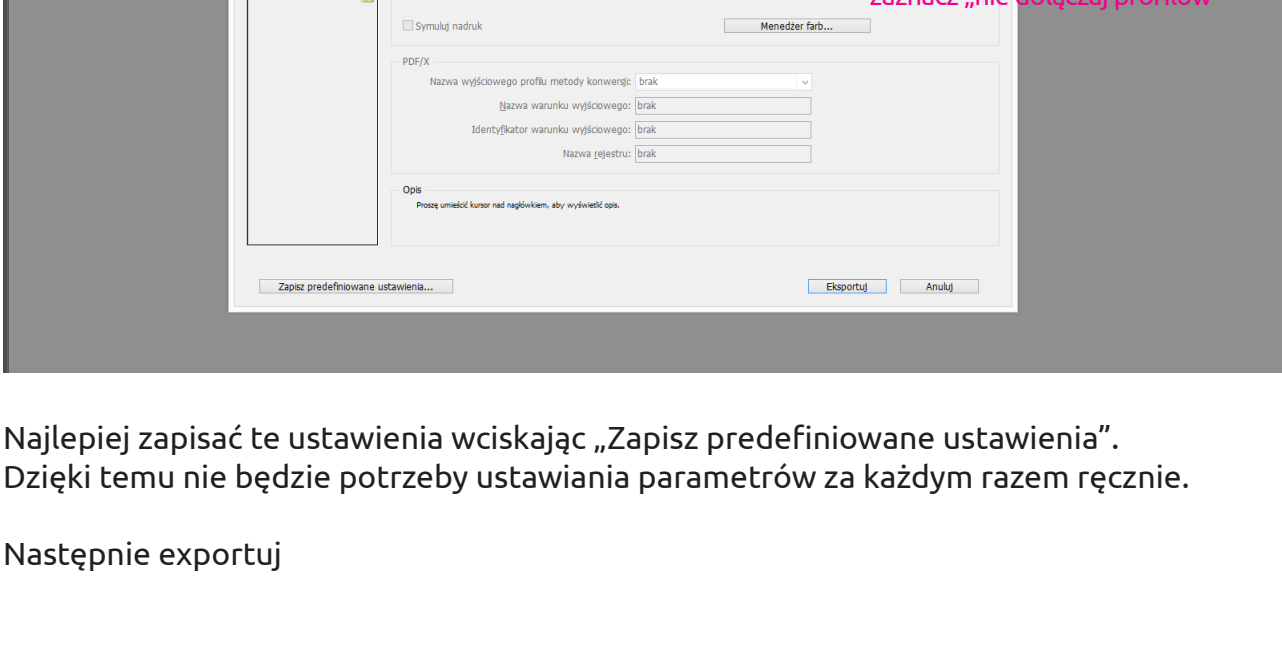 zaznacz „nie dołączaj profilów
Symuluj nadruk
Menedżer farb...
PDF/X
Nazwa wyjściowego profilu metody konwersji: brak
Nazwa warunku wyjściowego: brak
Identyfikator warunku wyjściowego: brak
Nazwa rejestru: brak
Opis
Proszę umieścić kursor nad nagłówkiem, aby wyświetlić opis.
Zapisz predefiniowane ustawienia...
Eksportuj
Anuluj
Najlepiej zapisać te ustawienia wciskając „Zapisz predefiniowane ustawienia”.
Dzięki temu nie będzie potrzeby ustawiania parametrów za każdym razem ręcznie.
Następnie exportuj